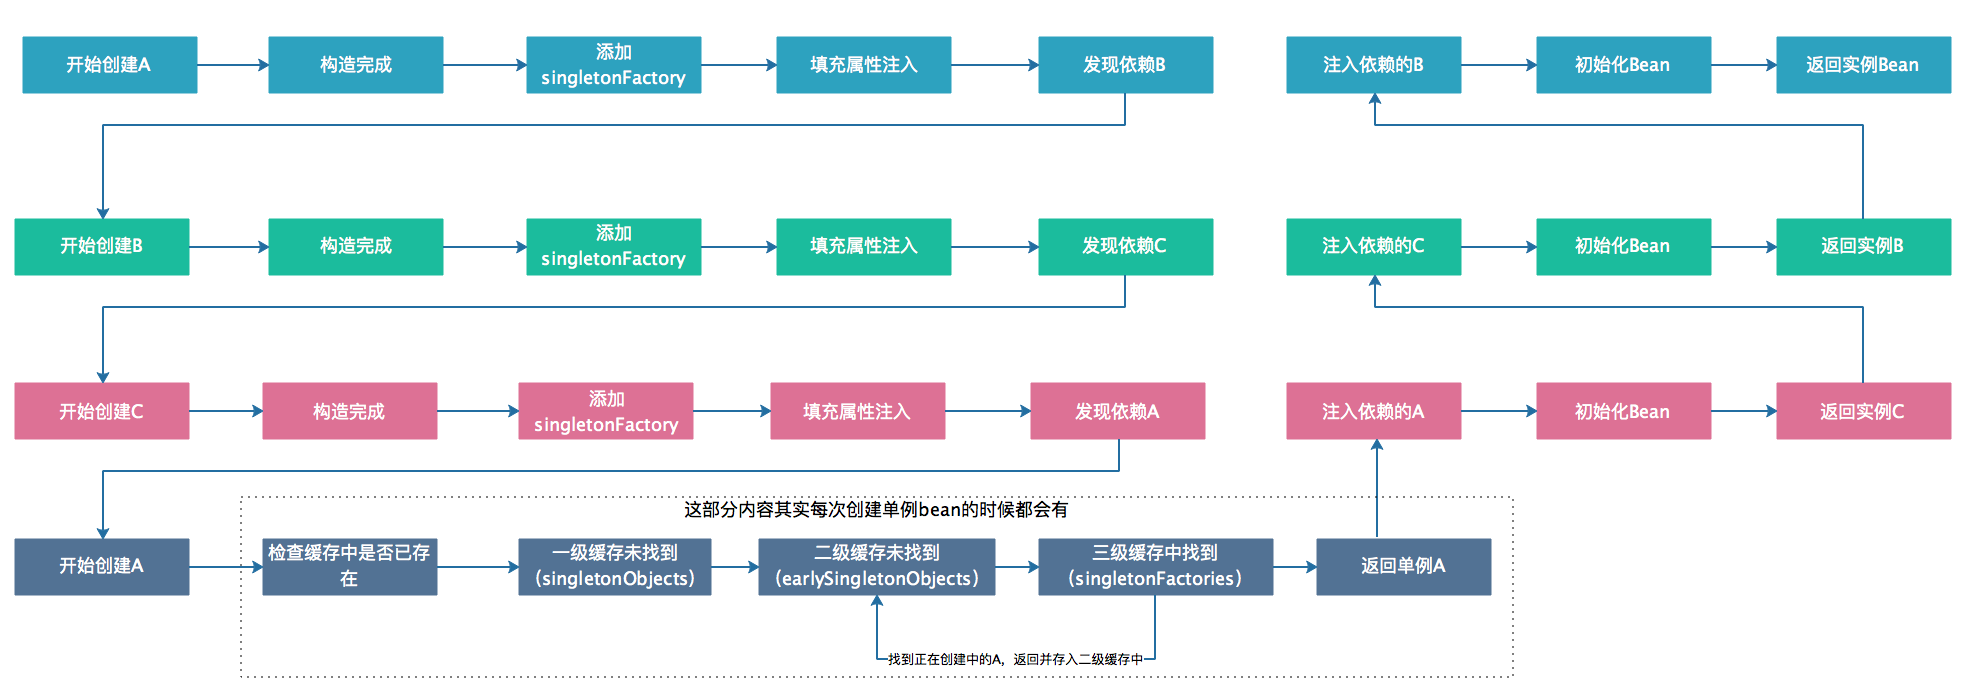 开始创建A
构造完成
添加
singletonFactory
填充属性注入
发现依赖B
注入依赖的B
初始化Bean
返回实例Bean
开始创建B
构造完成
添加
singletonFactory
填充属性注入
发现依赖C
注入依赖的C
初始化Bean
返回实例B
开始创建C
构造完成
添加
singletonFactory
填充属性注入
发现依赖A
注入依赖的A
初始化Bean
返回实例C
这部分内容其实每次创建单例bean的时候都会有
开始创建A
检查缓存中是否已存
在
一级缓存未找到
（singletonObjects）
二级缓存未找到
（earlySingletonObjects）
三级缓存中找到
（singletonFactories）
返回单例A
找到正在创建中的A，返回并存入二级缓存中